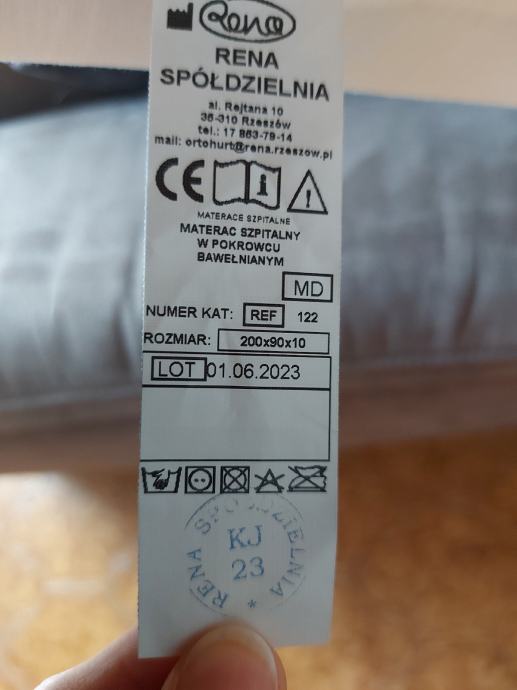 Rena
RENA
SPÓŁDZIELNIA
al. Rejtana 10
35-310 Rzeszów
tel.: 17 863-79-14
mail: ortohurt@rena.rzeszow.pl
CE
MATERACE SZPITALNE
MATERAC SZPITALNY
W POKROWCU
BAWEŁNIANYM
MD
NUMER KAT: REF 122
ROZMIAR: 200x90x10
LOT 01.06.2023
RENA SPÓŁDZIELNIA *
KJ
23